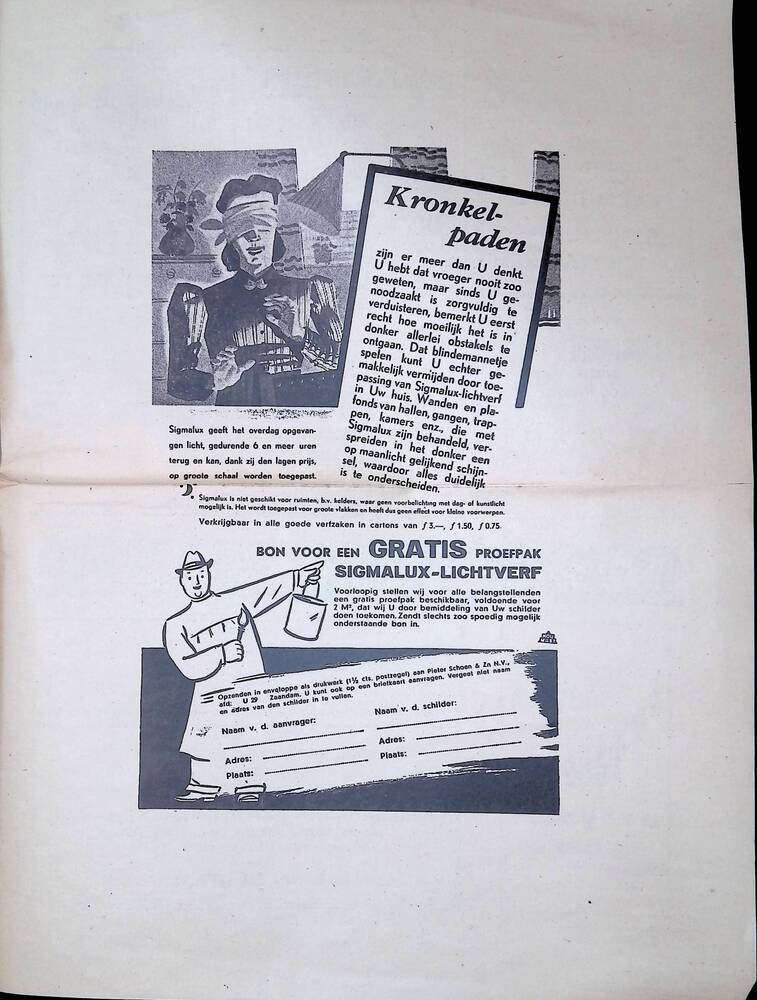 Kronkel-
paden
zijn er meer dan U denkt.
U hebt dat vroeger nooit zoo
geweten, maar sinds U ge-
noodzaakt is zorgvuldig te
verduisteren, bemerkt U eerst
recht hoe moeilijk het is in
donker allerlei obstakels te
ontgaan. Dat blindemannetje
spelen kunt U echter ge-
makkelijk vermijden door toe-
passing van Sigmalux-lichtverf
in Uw huis. Wanden en pla-
fonds van hallen, gangen, trap-
pen, kamers enz., die met
Sigmalux zijn behandeld, ver-
spreiden in het donker een
op maanlicht gelijkend schijn-
sel, waardoor alles duidelijk
is te onderscheiden.
Sigmalux geeft het overdag opgevan-
gen licht, gedurende 6 en meer uren
terug en kan, dank zij den lagen prijs,
op groote schaal worden toegepast.
Sigmalux is niet geschikt voor ruimten, b.v. kelders, waar geen voorbelichting met dag- of kunstlicht
mogelijk is. Het wordt toegepast voor groote vlakken en heeft dus geen effect voor kleine voorwerpen.
Verkrijgbaar in alle goede verfzaken in cartons van ƒ 3.—, ƒ 1.50, ƒ 0.75.
BON VOOR EEN GRATIS PROEFPAK
SIGMALUX-LICHTVERF
Voorloopig stellen wij voor alle belangstellenden
een gratis proefpak beschikbaar, voldoende voor
2 M², dat wij U door bemiddeling van Uw schilder
doen toekomen. Zendt slechts zoo spoedig mogelijk
onderstaande bon in.
Opzenden in enveloppe als drukwerk (1½ cts. postzegel) aan Pieter Schoen & Zn N.V.,
afd: U 29 Zaandam. U kunt ook op een briefkaart aanvragen. Vergeet niet naam
en adres van den schilder in te vullen.
Naam v. d. aanvrager:
Naam v. d. schilder:
Adres:
Adres:
Plaats:
Plaats: